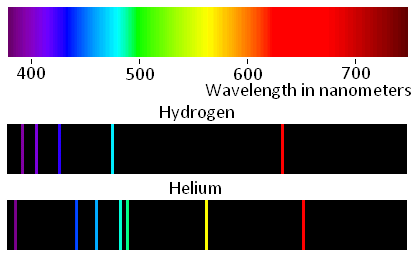 400 500 600 700
Wavelength in nanometers
Hydrogen
Helium